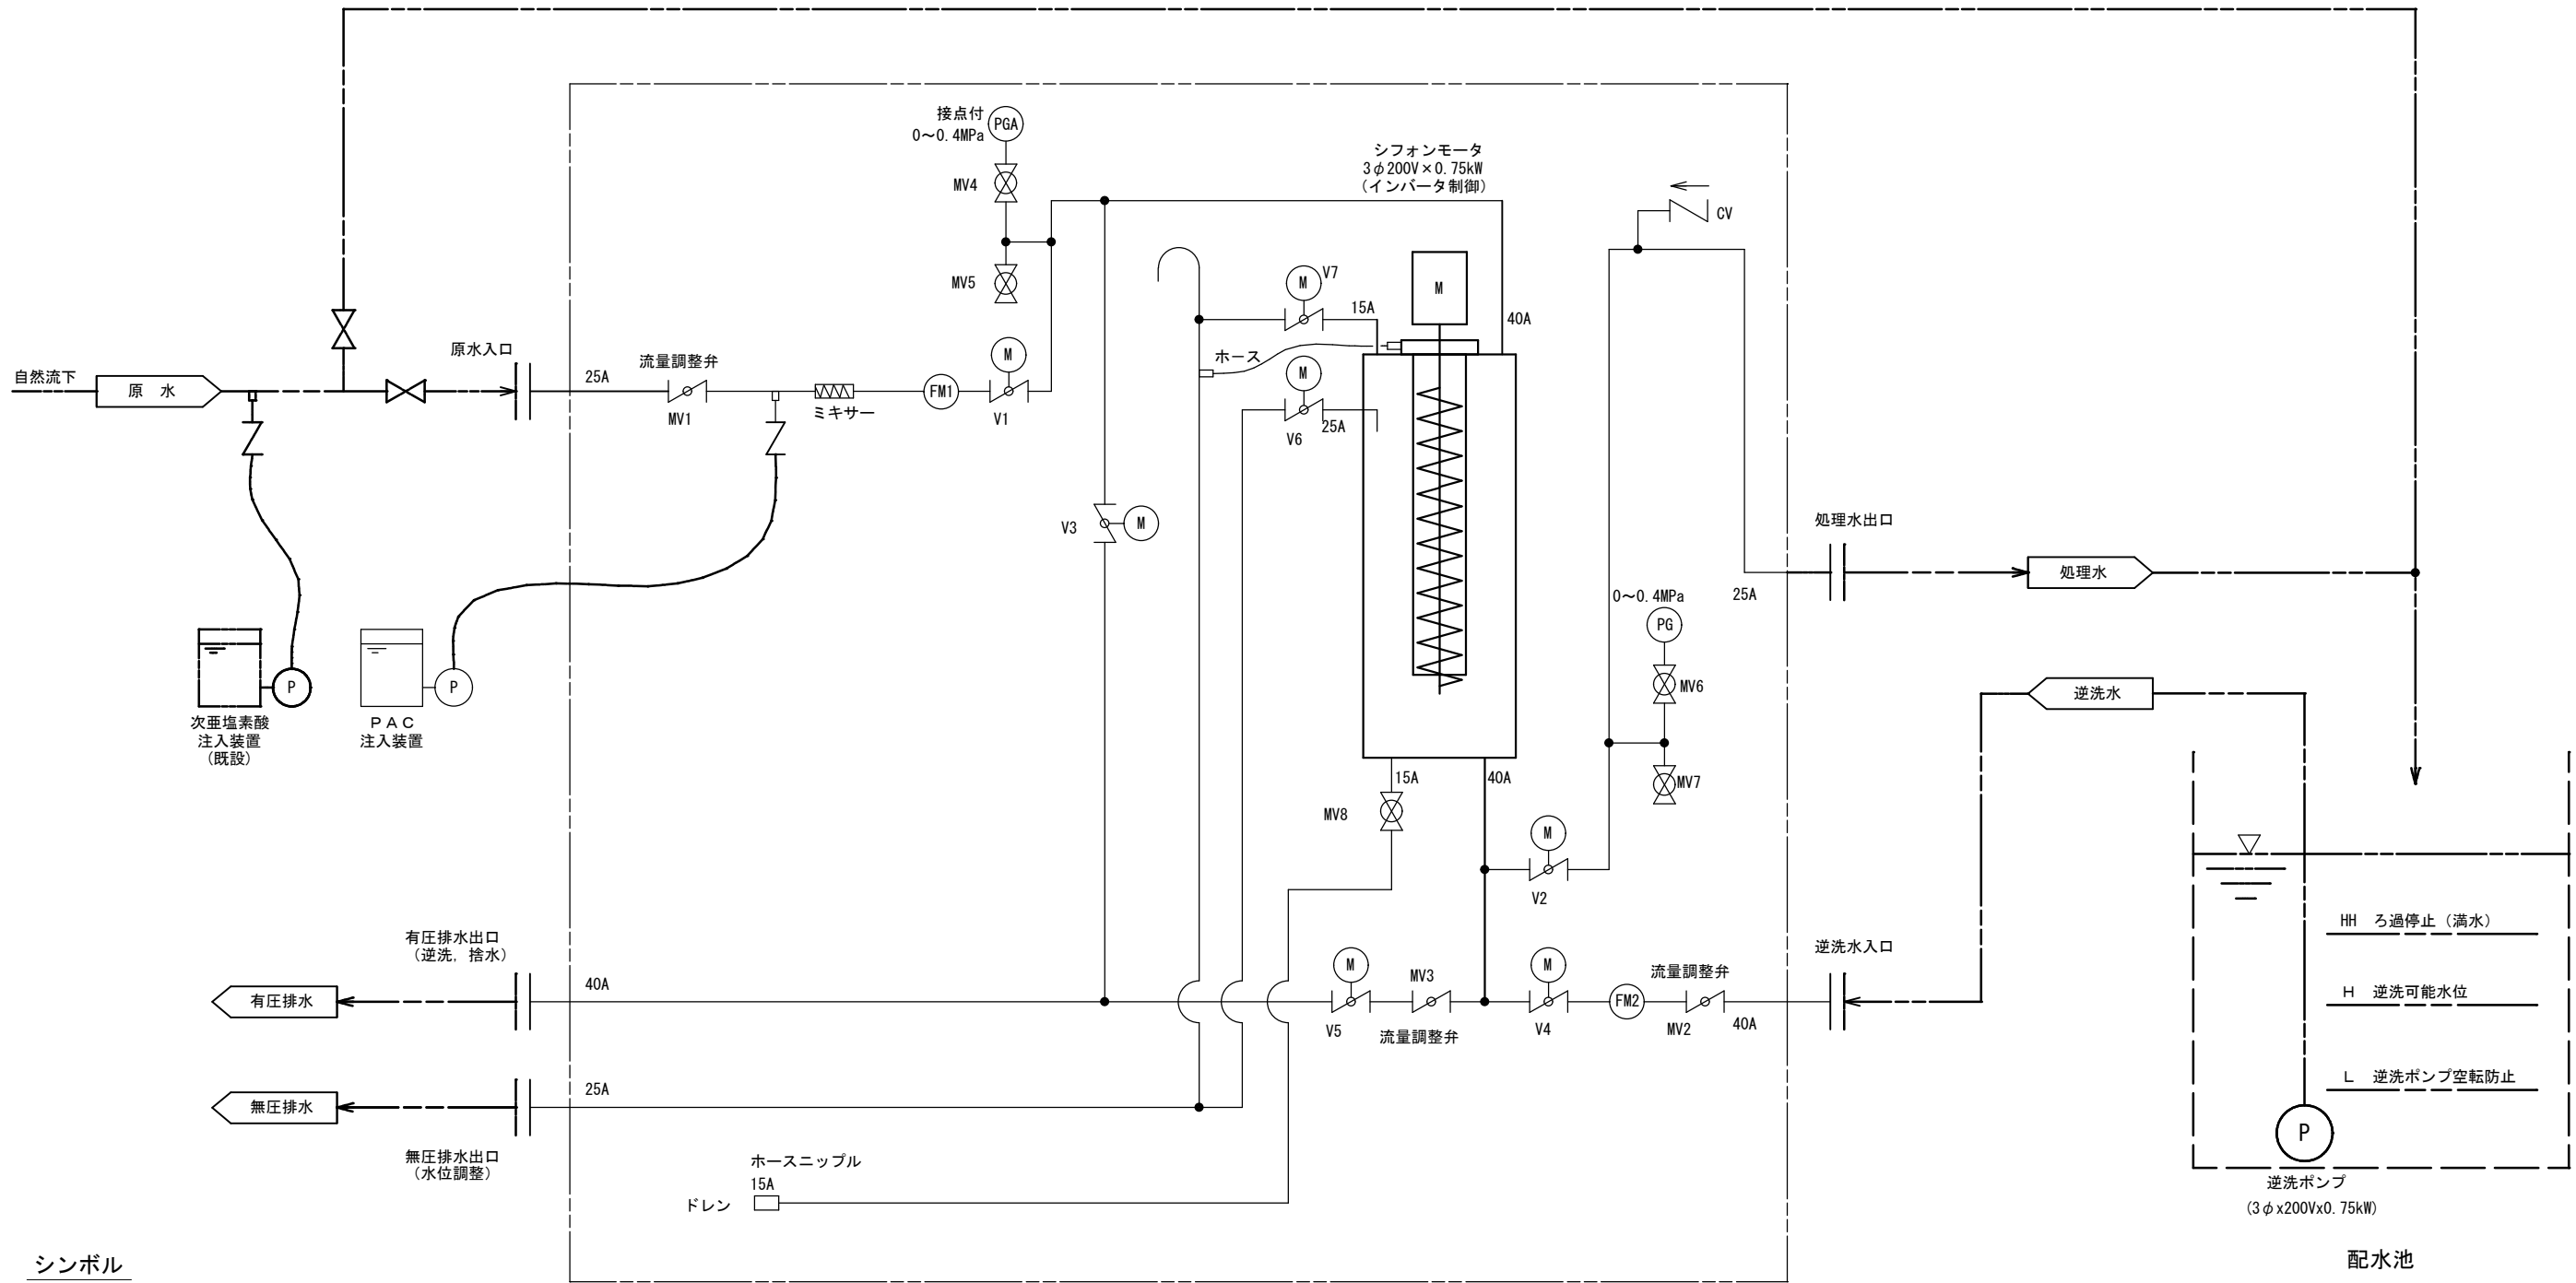 接点付
0～0.4MPa
PGA
MV4
MV5
シフォンモータ
3φ200V×0.75kW
（インバータ制御）
M
CV
自然流下
原 水
原水入口
25A
流量調整弁
MV1
ミキサー
FM1
M
V1
M
V7
15A
40A
ホース
M
V6
25A
V3
M
処理水出口
処理水
25A
0～0.4MPa
PG
MV6
MV7
P
次亜塩素酸
注入装置
（既設）
P
ＰＡＣ
注入装置
逆洗水
15A
40A
MV8
M
V2
有圧排水出口
（逆洗, 捨水）
有圧排水
40A
M
V5
MV3
流量調整弁
M
V4
FM2
流量調整弁
MV2
40A
逆洗水入口
HH ろ過停止（満水）
H 逆洗可能水位
L 逆洗ポンプ空転防止
P
逆洗ポンプ
(3φx200Vx0.75kW)
配水池
無圧排水
25A
無圧排水出口
（水位調整）
ホースニップル
15A
ドレン
シンボル